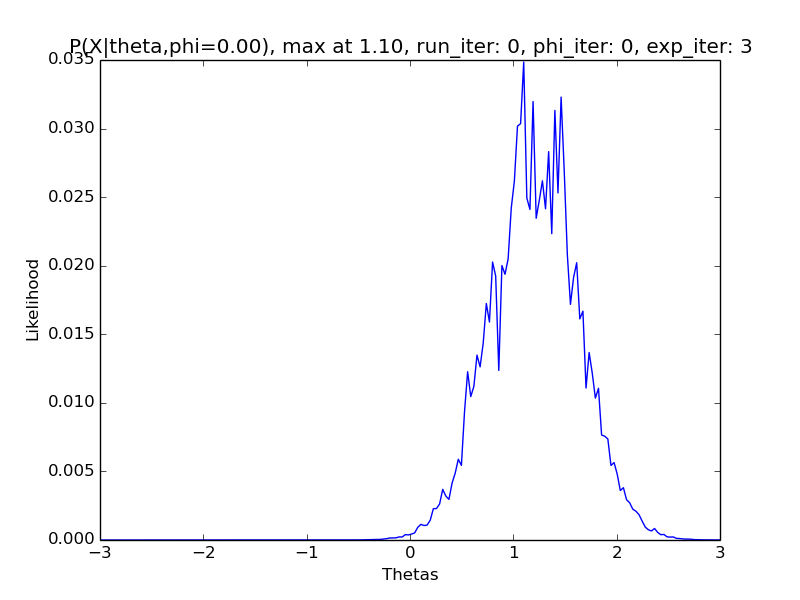 P(X|theta,phi=0.00), max at 1.10, run_iter: 0, phi_iter: 0, exp_iter: 3
0.035
0.030
0.025
0.020
0.015
0.010
0.005
0.000
Likelihood
−3 −2 −1 0 1 2 3
Thetas